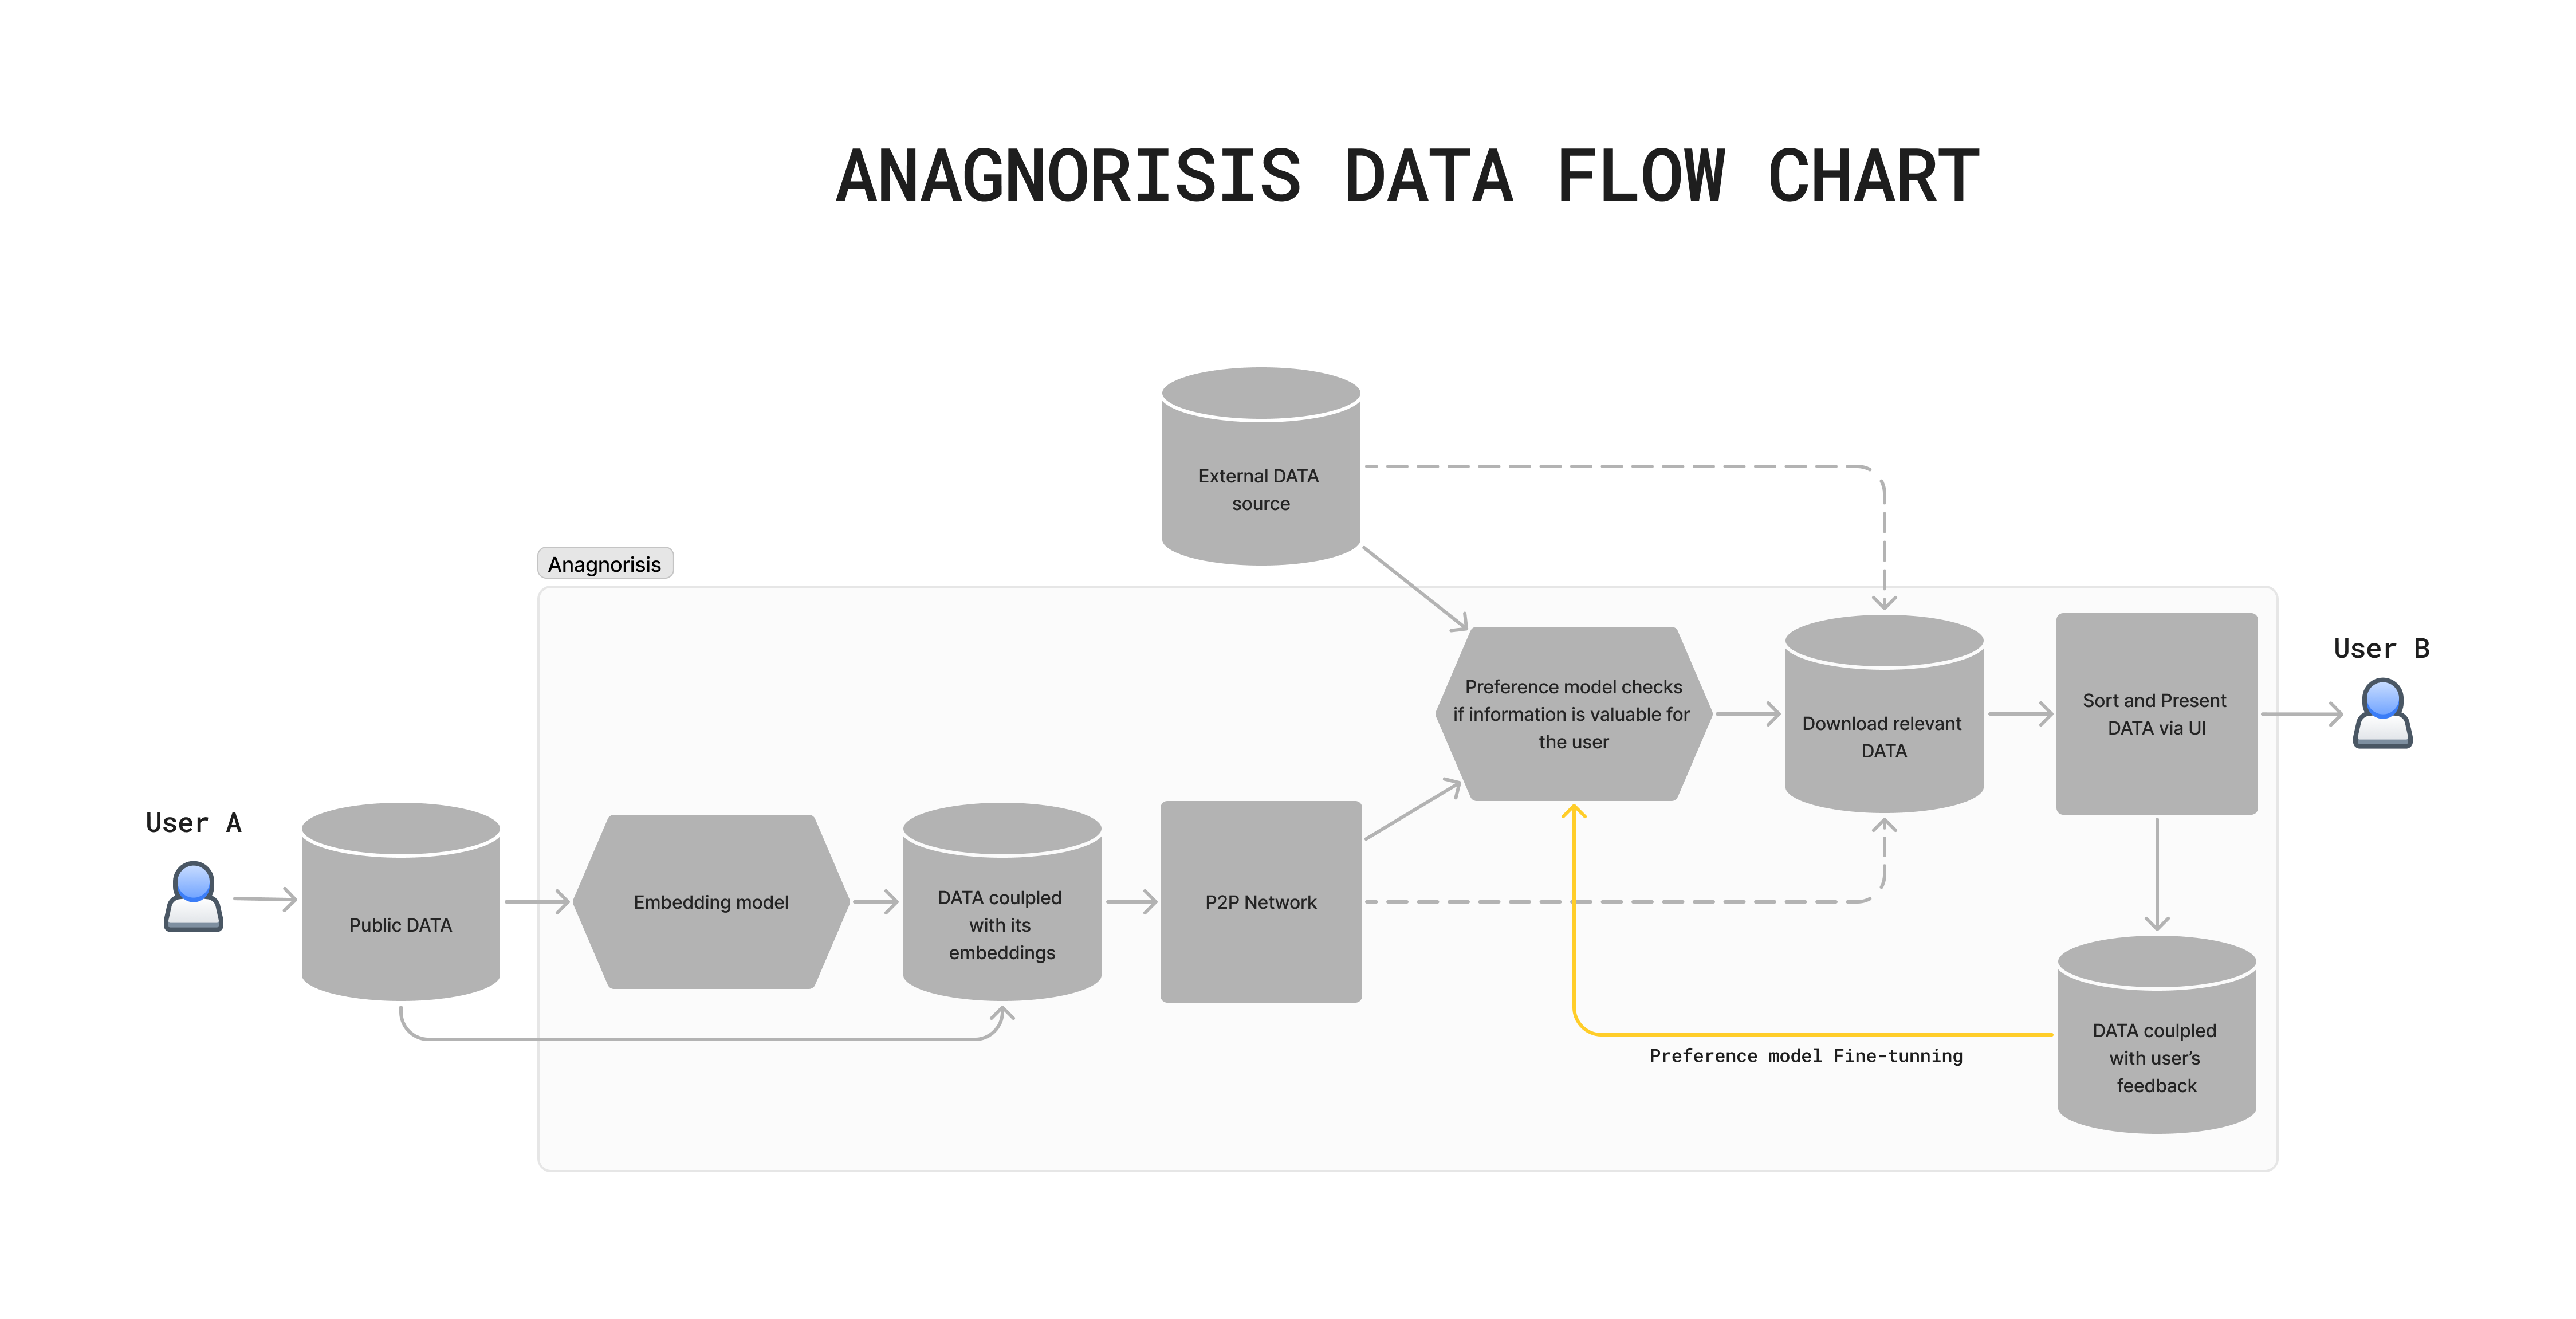 ANAGNORISIS DATA FLOW CHART
External DATA
source
Anagnorisis
User B
Preference model checks
if information is valuable for
the user
Download relevant
DATA
Sort and Present
DATA via UI
User A
Public DATA
Embedding model
DATA coulpled
with its
embeddings
P2P Network
Preference model Fine-tunning
DATA coulpled
with user’s
feedback